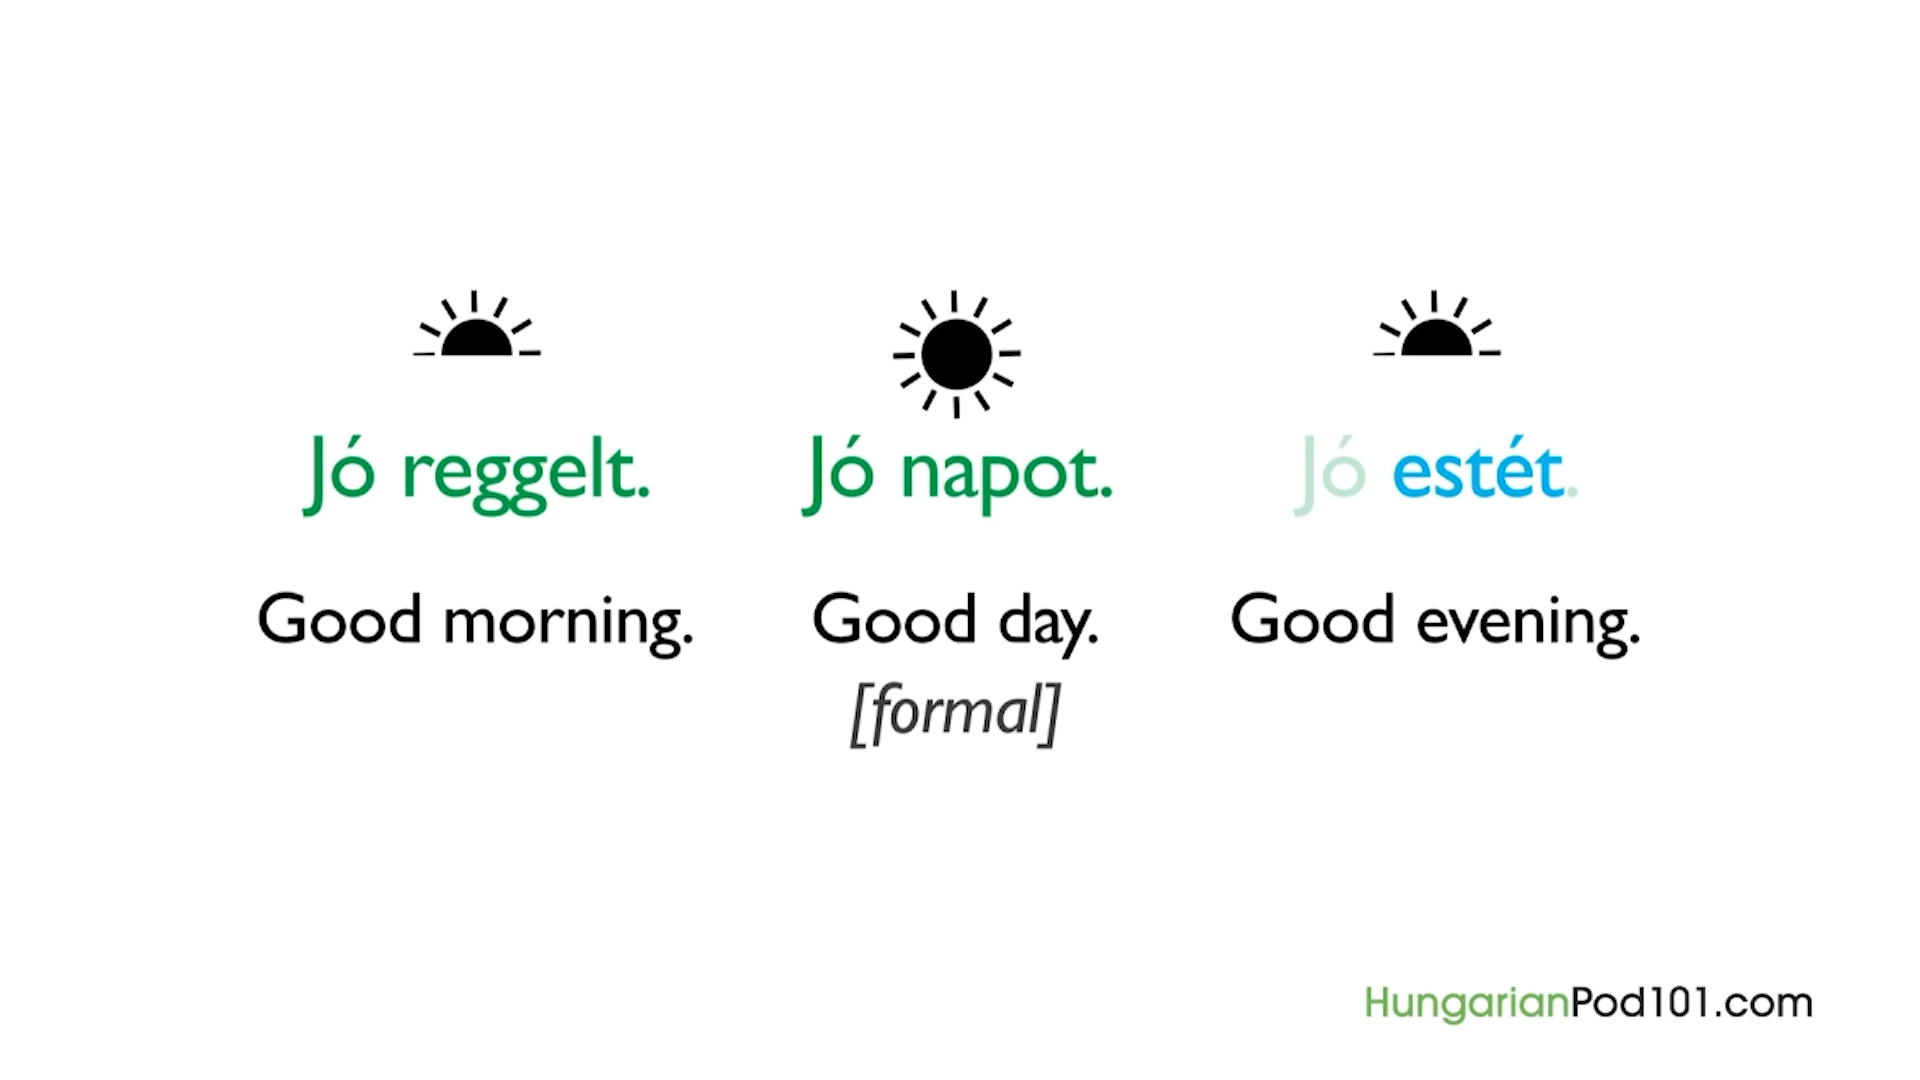 Jó reggelt.
Good morning.
Jó napot.
Good day.
[formal]
Jó estét.
Good evening.
HungarianPod101.com